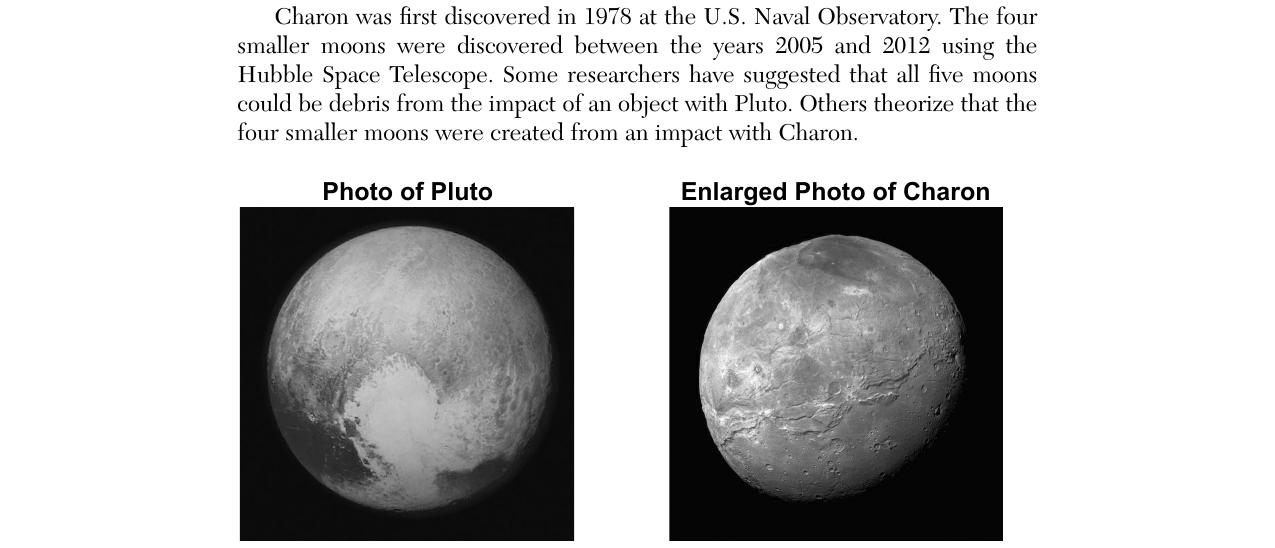 Charon was first discovered in 1978 at the U.S. Naval Observatory. The four
smaller moons were discovered between the years 2005 and 2012 using the
Hubble Space Telescope. Some researchers have suggested that all five moons
could be debris from the impact of an object with Pluto. Others theorize that the
four smaller moons were created from an impact with Charon.
Photo of Pluto
Enlarged Photo of Charon